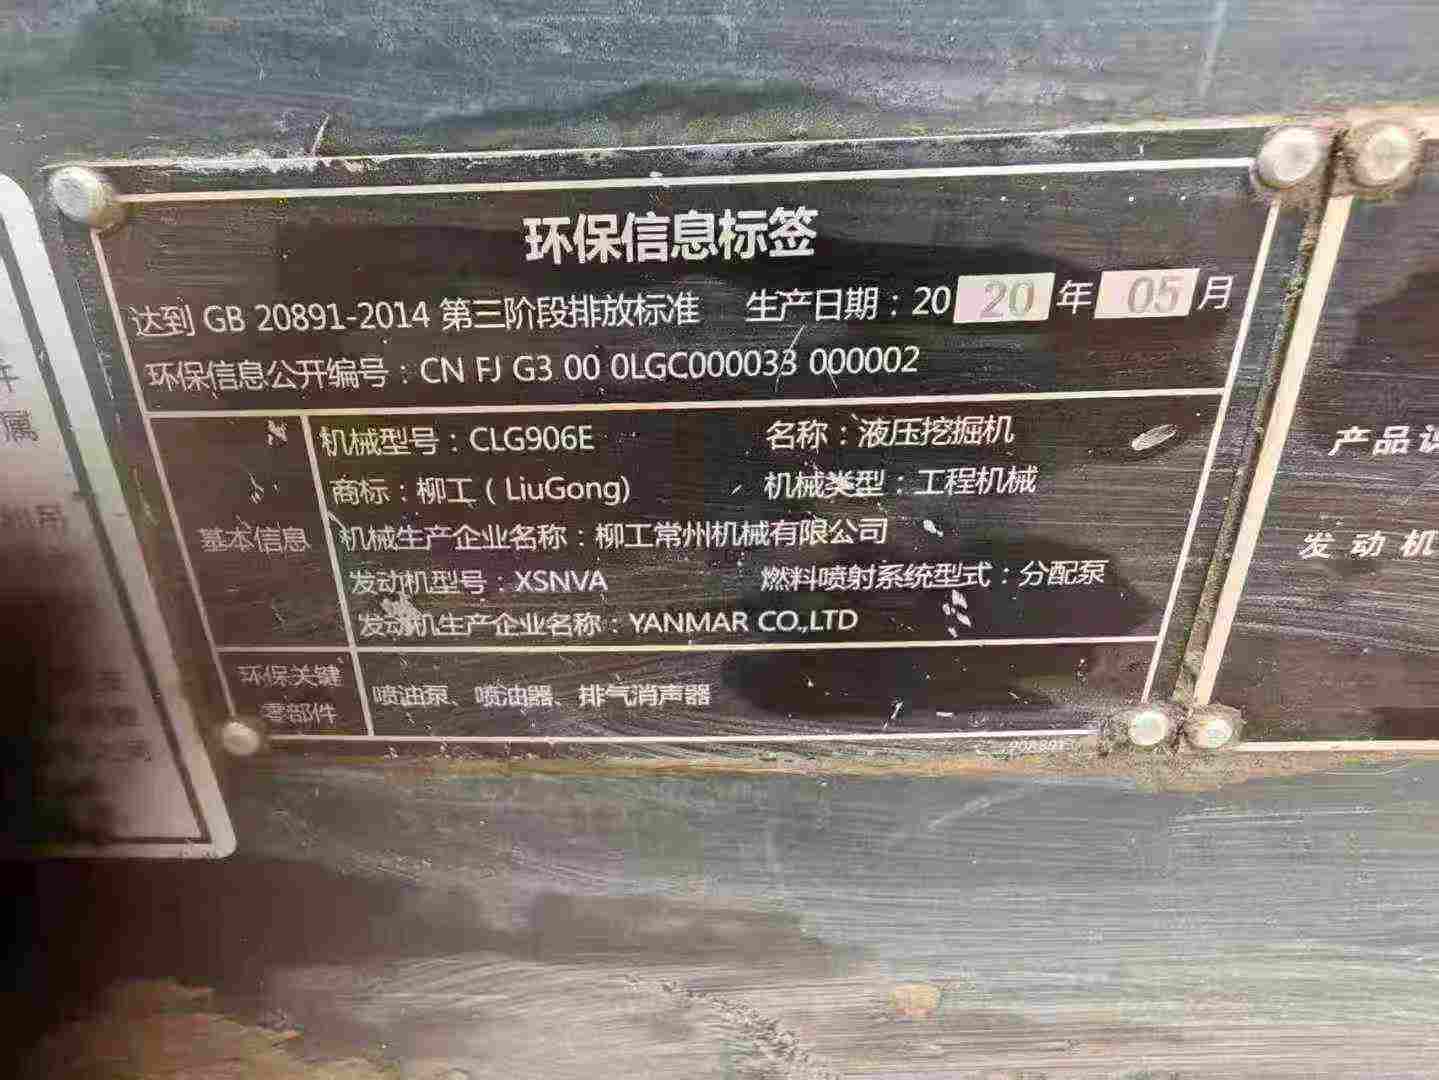 环保信息标签
达到 GB 20891-2014 第三阶段排放标准 生产日期：2020年05月
环保信息公开编号：CN FJ G3 00 0LGC000033 000002
基本信息
机械型号：CLG906E 名称：液压挖掘机
商标：柳工（LiuGong) 机械类型：工程机械
机械生产企业名称：柳工常州机械有限公司
发动机型号：XSNVA 燃料喷射系统型式：分配泵
发动机生产企业名称：YANMAR CO.,LTD
环保关键
零部件
喷油泵、喷油器、排气消声器
属
产品
发动机